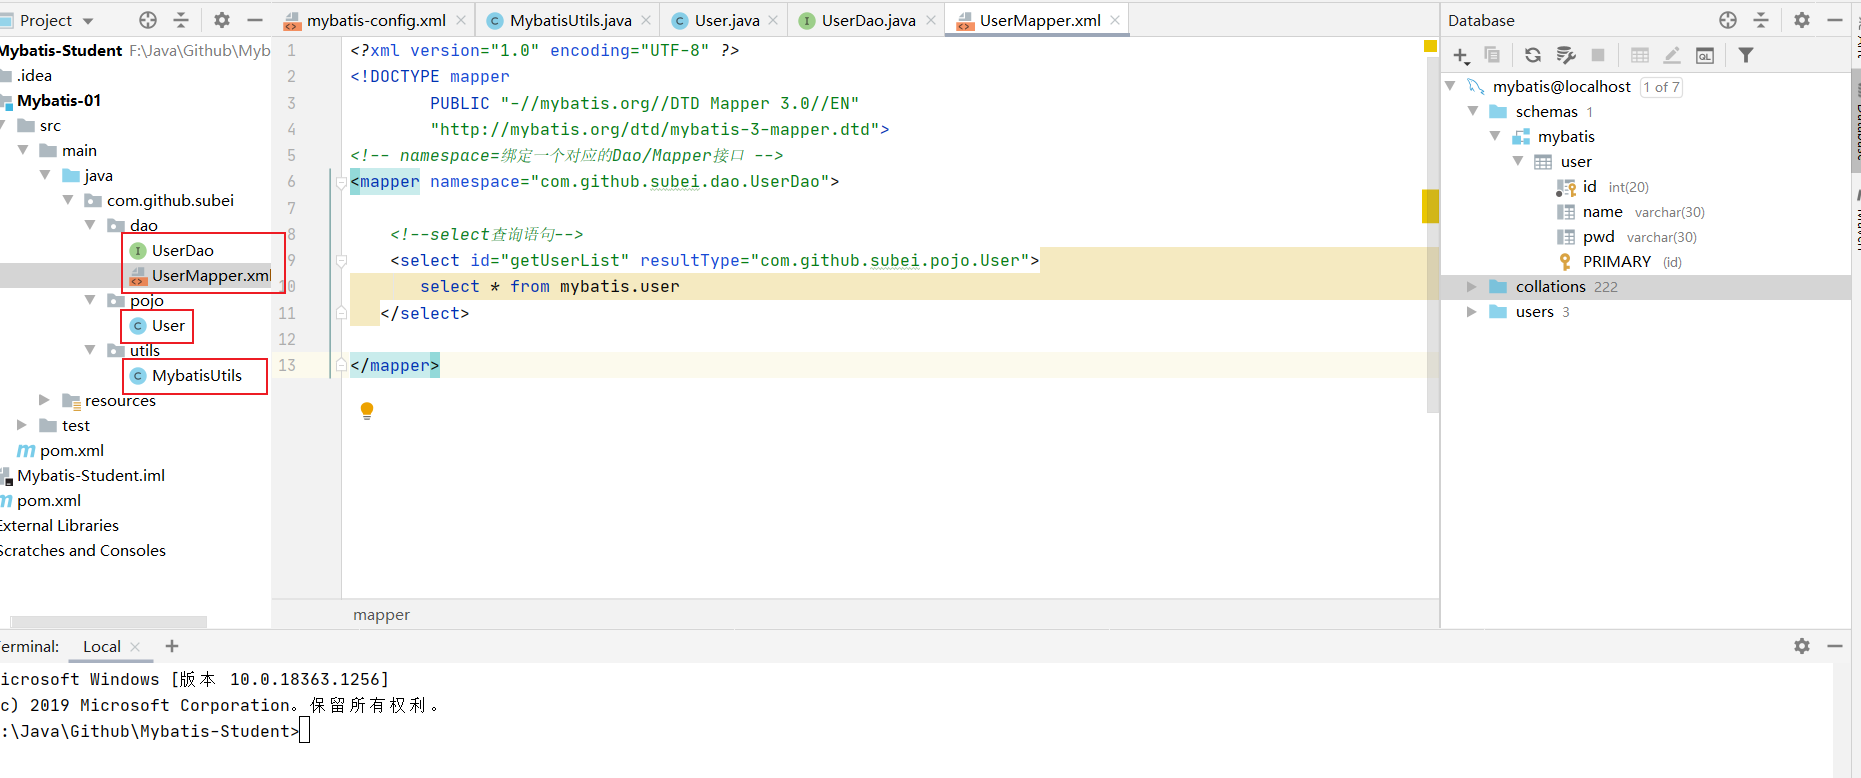 Project
mybatis-config.xml
MybatisUtils.java
User.java
UserDao.java
UserMapper.xml
Database
Mybatis-Student F:\Java\Github\Myb
.idea
Mybatis-01
src
main
java
com.github.subei
dao
UserDao
UserMapper.xml
pojo
User
utils
MybatisUtils
resources
test
pom.xml
Mybatis-Student.iml
pom.xml
External Libraries
Scratches and Consoles
1 <?xml version="1.0" encoding="UTF-8" ?>
2 <!DOCTYPE mapper
3 PUBLIC "-//mybatis.org//DTD Mapper 3.0//EN"
4 "http://mybatis.org/dtd/mybatis-3-mapper.dtd">
5 <!-- namespace=绑定一个对应的Dao/Mapper接口 -->
6 <mapper namespace="com.github.subei.dao.UserDao">
7
8 <!--select查询语句-->
9 <select id="getUserList" resultType="com.github.subei.pojo.User">
10 select * from mybatis.user
11 </select>
12
13 </mapper>
mapper
mybatis@localhost 1 of 7
schemas 1
mybatis
user
id int(20)
name varchar(30)
pwd varchar(30)
PRIMARY (id)
collations 222
users 3
Database
Maven
erminal: Local
icrosoft Windows [版本 10.0.18363.1256]
c) 2019 Microsoft Corporation。保留所有权利。
:\Java\Github\Mybatis-Student>